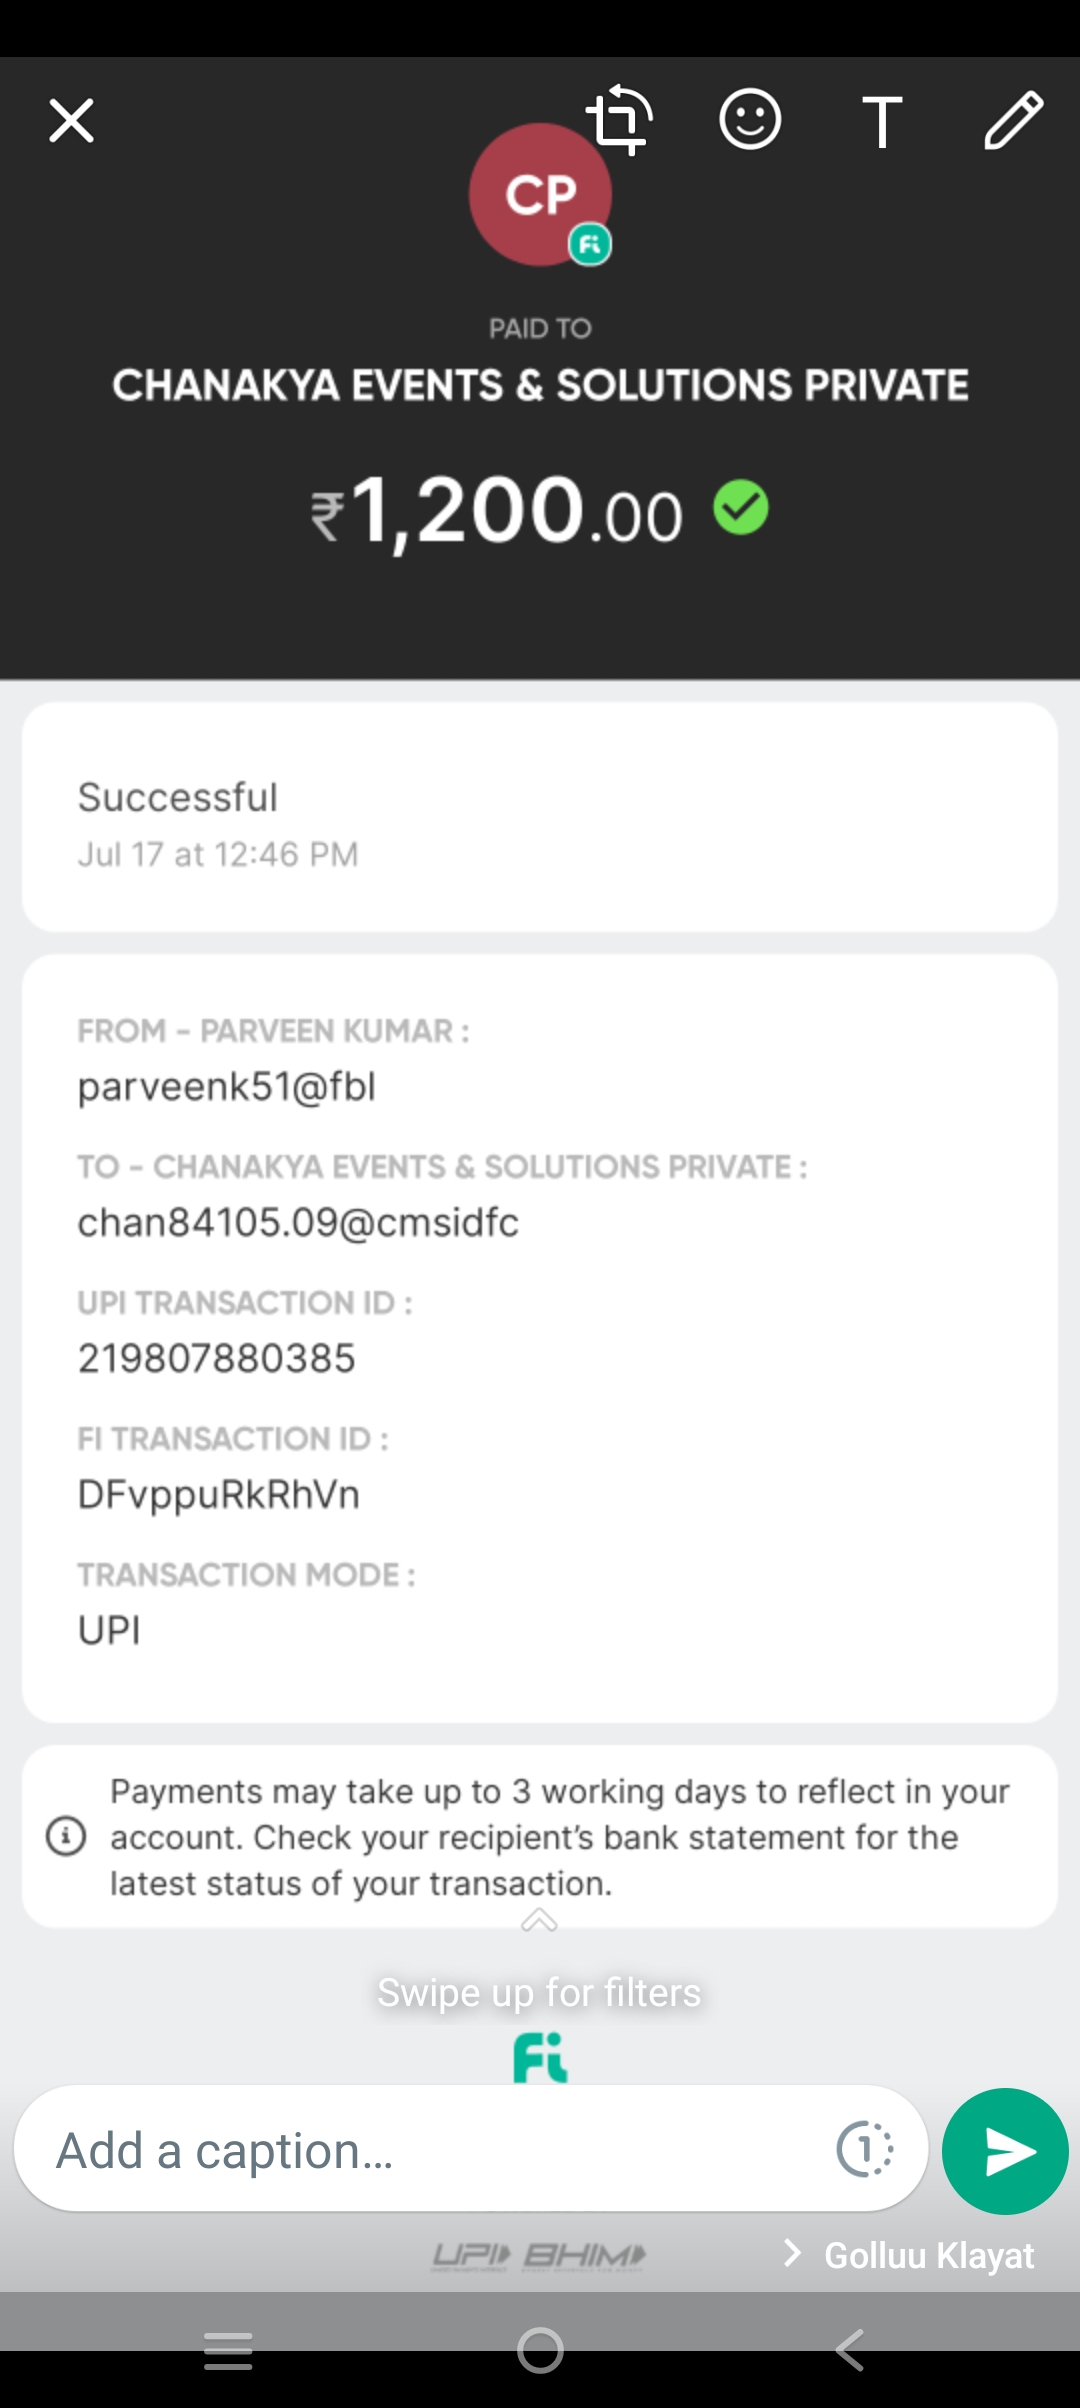 T
CP
Fi
PAID TO
CHANAKYA EVENTS & SOLUTIONS PRIVATE
₹1,200.00
Successful
Jul 17 at 12:46 PM
FROM - PARVEEN KUMAR :
parveenk51@fbl
TO - CHANAKYA EVENTS & SOLUTIONS PRIVATE :
chan84105.09@cmsidfc
UPI TRANSACTION ID :
219807880385
FI TRANSACTION ID :
DFvppuRkRhVn
TRANSACTION MODE :
UPI
Payments may take up to 3 working days to reflect in your
account. Check your recipient's bank statement for the
latest status of your transaction.
Swipe up for filters
Fi
Add a caption...
1
UPI BHIM
Golluu Klayat